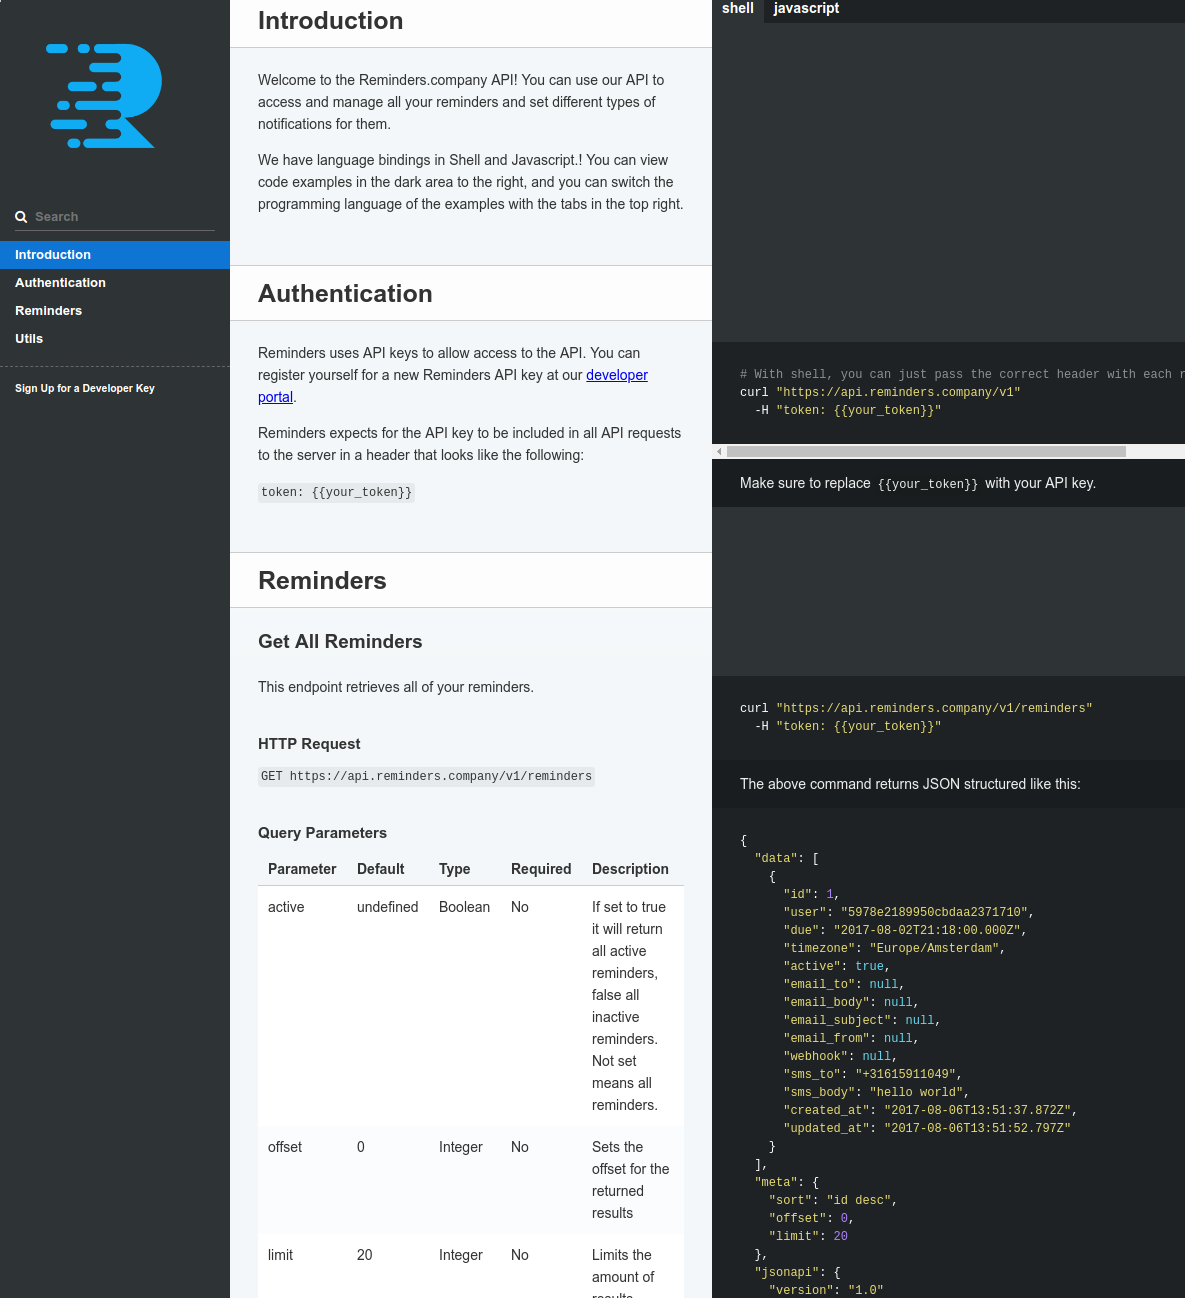 Search
Introduction
Authentication
Reminders
Utils
Sign Up for a Developer Key
Introduction
Welcome to the Reminders.company API! You can use our API to
access and manage all your reminders and set different types of
notifications for them.
We have language bindings in Shell and Javascript.! You can view
code examples in the dark area to the right, and you can switch the
programming language of the examples with the tabs in the top right.
Authentication
Reminders uses API keys to allow access to the API. You can
register yourself for a new Reminders API key at our developer
portal.
Reminders expects for the API key to be included in all API requests
to the server in a header that looks like the following:
token: {{your_token}}
Reminders
Get All Reminders
This endpoint retrieves all of your reminders.
HTTP Request
GET https://api.reminders.company/v1/reminders
Query Parameters
Parameter Default Type Required Description
active undefined Boolean No If set to true
it will return
all active
reminders,
false all
inactive
reminders.
Not set
means all
reminders.
offset 0 Integer No Sets the
offset for the
returned
results
limit 20 Integer No Limits the
amount of
results
shell javascript
# With shell, you can just pass the correct header with each r
curl "https://api.reminders.company/v1"
-H "token: {{your_token}}"
Make sure to replace {{your_token}} with your API key.
curl "https://api.reminders.company/v1/reminders"
-H "token: {{your_token}}"
The above command returns JSON structured like this:
{
"data": [
{
"id": 1,
"user": "5978e2189950cbdaa2371710",
"due": "2017-08-02T21:18:00.000Z",
"timezone": "Europe/Amsterdam",
"active": true,
"email_to": null,
"email_body": null,
"email_subject": null,
"email_from": null,
"webhook": null,
"sms_to": "+31615911049",
"sms_body": "hello world",
"created_at": "2017-08-06T13:51:37.872Z",
"updated_at": "2017-08-06T13:51:52.797Z"
}
],
"meta": {
"sort": "id desc",
"offset": 0,
"limit": 20
},
"jsonapi": {
"version": "1.0"